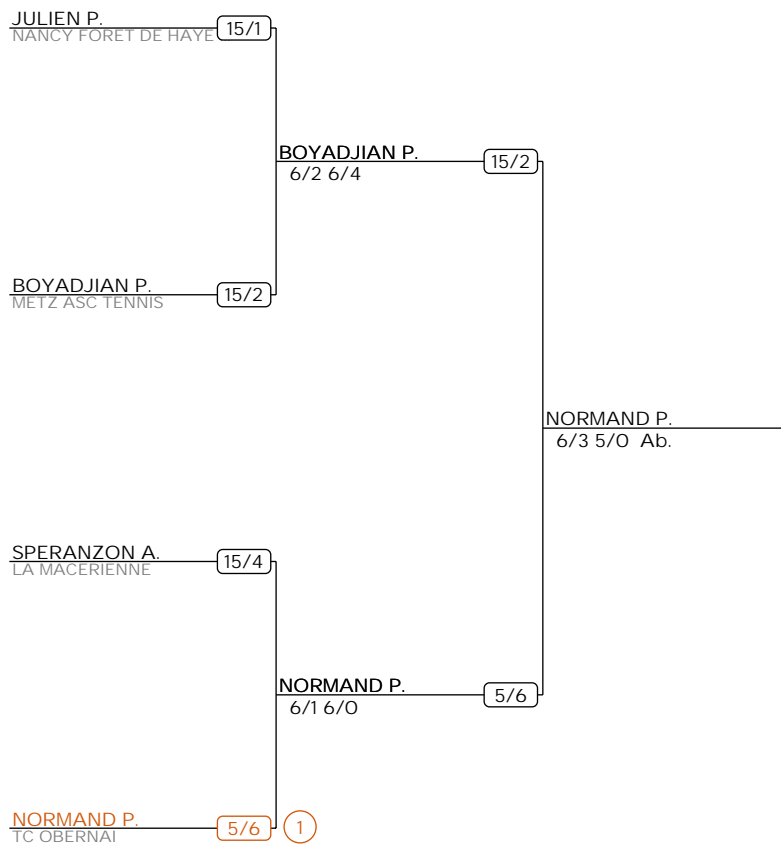 JULIEN P.
15/1
NANCY FORET DE HAYE
BOYADJIAN P.
15/2
6/2 6/4
BOYADJIAN P.
15/2
METZ ASC TENNIS
NORMAND P.
6/3 5/0 Ab.
SPERANZON A.
15/4
LA MACERIENNE
NORMAND P.
5/6
6/1 6/0
NORMAND P.
5/6
1
TC OBERNAI